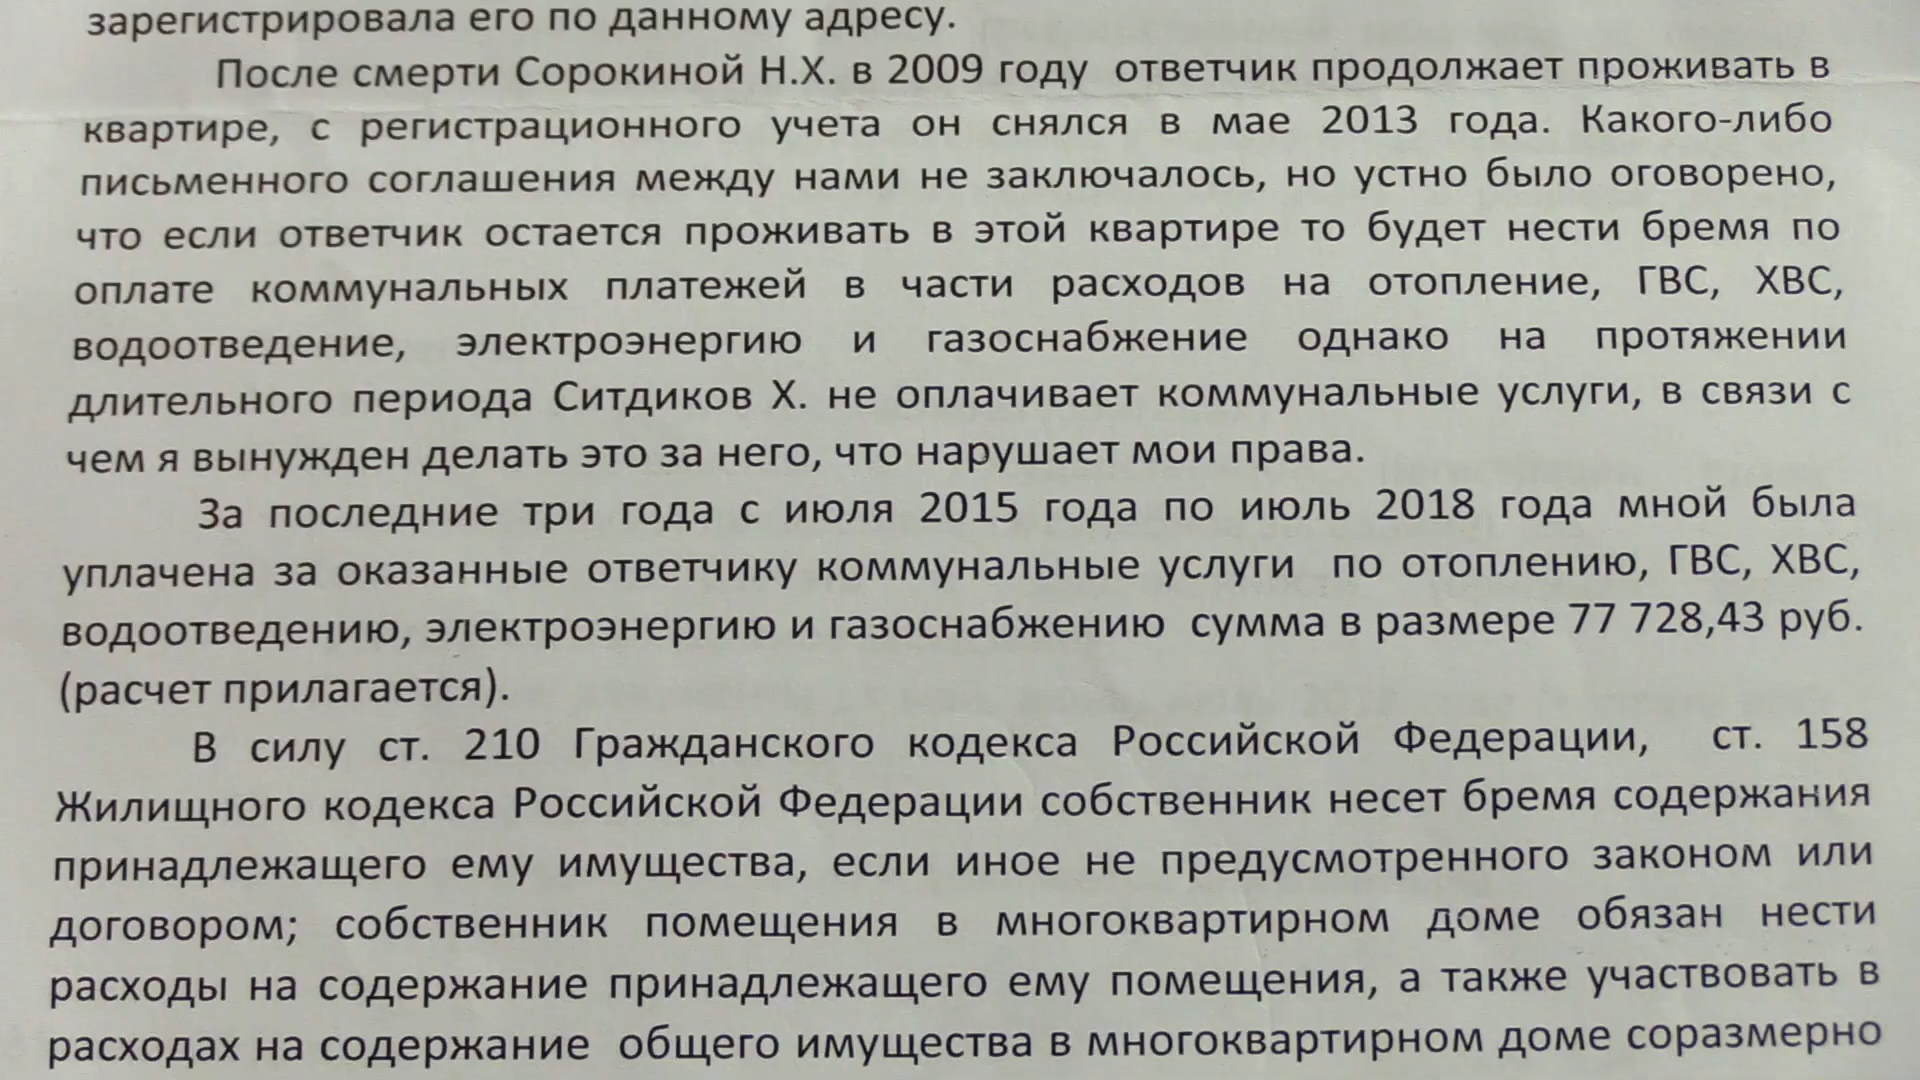 зарегистрировала его по данному адресу.
После смерти Сорокиной Н.Х. в 2009 году ответчик продолжает проживать в
квартире, с регистрационного учета он снялся в мае 2013 года. Какого-либо
письменного соглашения между нами не заключалось, но устно было оговорено,
что если ответчик остается проживать в этой квартире то будет нести бремя по
оплате коммунальных платежей в части расходов на отопление, ГВС, ХВС,
водоотведение, электроэнергию и газоснабжение однако на протяжении
длительного периода Ситдиков Х. не оплачивает коммунальные услуги, в связи с
чем я вынужден делать это за него, что нарушает мои права.
За последние три года с июля 2015 года по июль 2018 года мной была
уплачена за оказанные ответчику коммунальные услуги по отоплению, ГВС, ХВС,
водоотведению, электроэнергию и газоснабжению сумма в размере 77 728,43 руб.
(расчет прилагается).
В силу ст. 210 Гражданского кодекса Российской Федерации, ст. 158
Жилищного кодекса Российской Федерации собственник несет бремя содержания
принадлежащего ему имущества, если иное не предусмотренного законом или
договором; собственник помещения в многоквартирном доме обязан нести
расходы на содержание принадлежащего ему помещения, а также участвовать в
расходах на содержание общего имущества в многоквартирном доме соразмерно